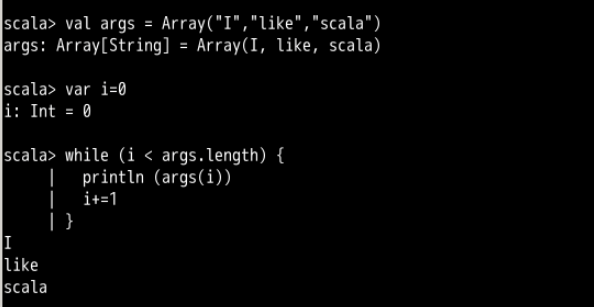 scala> val args = Array("I","like","scala")
args: Array[String] = Array(I, like, scala)
scala> var i=0
i: Int = 0
scala> while (i < args.length) {
     |   println (args(i))
     |   i+=1
     | }
I
like
scala